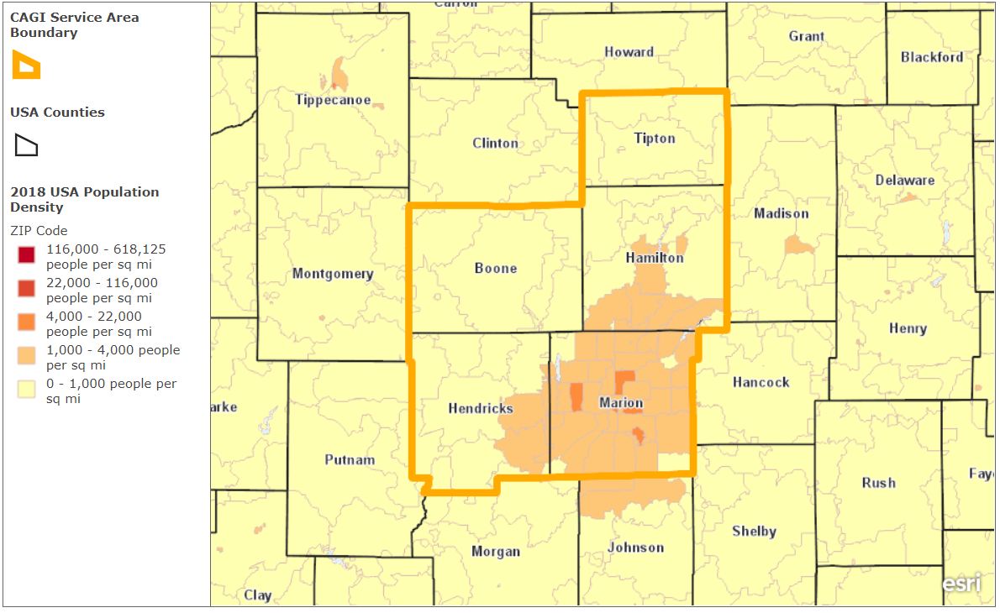 CAGI Service Area
Boundary
USA Counties
2018 USA Population
Density
ZIP Code
116,000 - 618,125
people per sq mi
22,000 - 116,000
people per sq mi
4,000 - 22,000
people per sq mi
1,000 - 4,000 people
per sq mi
0 - 1,000 people per
sq mi
Carroll
Grant
Howard
Blackford
Tippecanoe
Clinton
Tipton
Delaware
Madison
Hamilton
Boone
Montgomery
Henry
Hancock
Marion
arke
Hendricks
Putnam
Fay
Rush
Shelby
Johnson
Morgan
Clay
esri